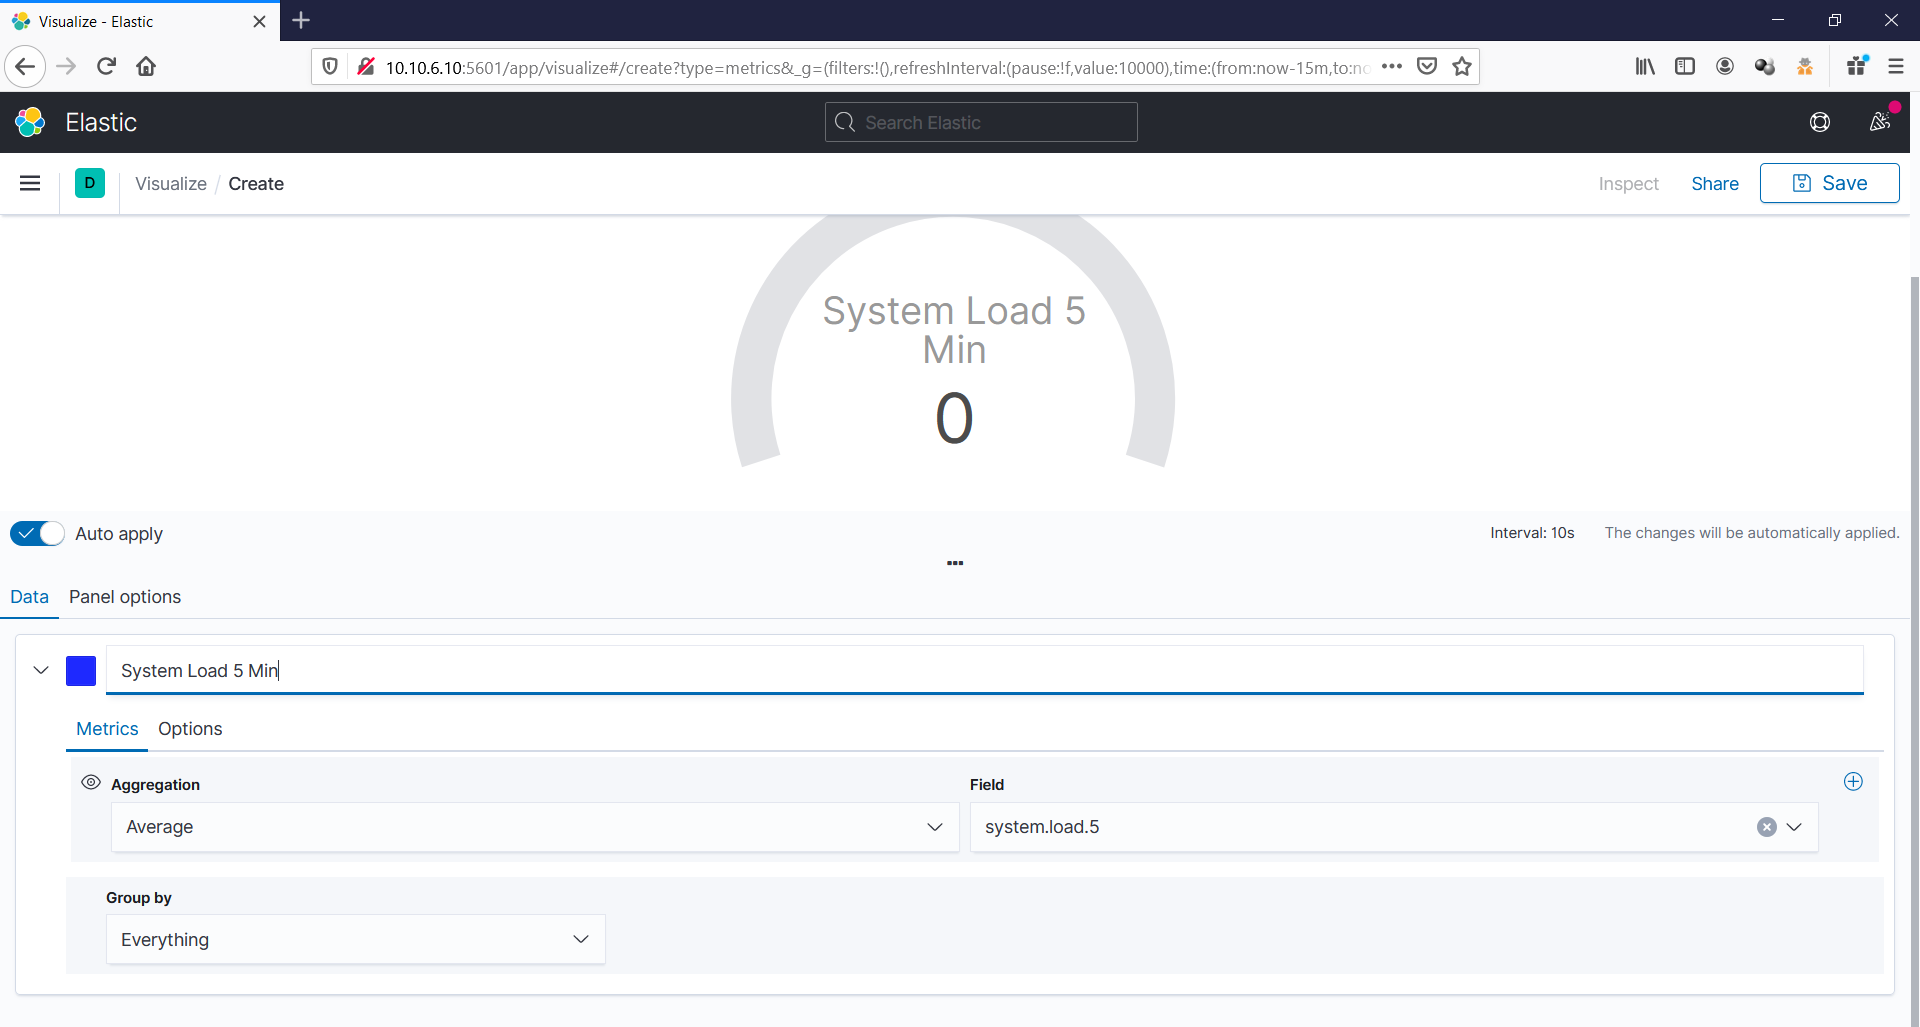 Visualize - Elastic
10.10.6.10:5601/app/visualize#/create?type=metrics&_g=(filters:!(),refreshInterval:(pause:!f,value:10000),time:(from:now-15m,to:no
Elastic
Search Elastic
D
Visualize / Create
Inspect
Share
Save
System Load 5
Min
0
Auto apply
Interval: 10s
The changes will be automatically applied.
Data
Panel options
System Load 5 Min
Metrics
Options
Aggregation
Field
Average
system.load.5
Group by
Everything